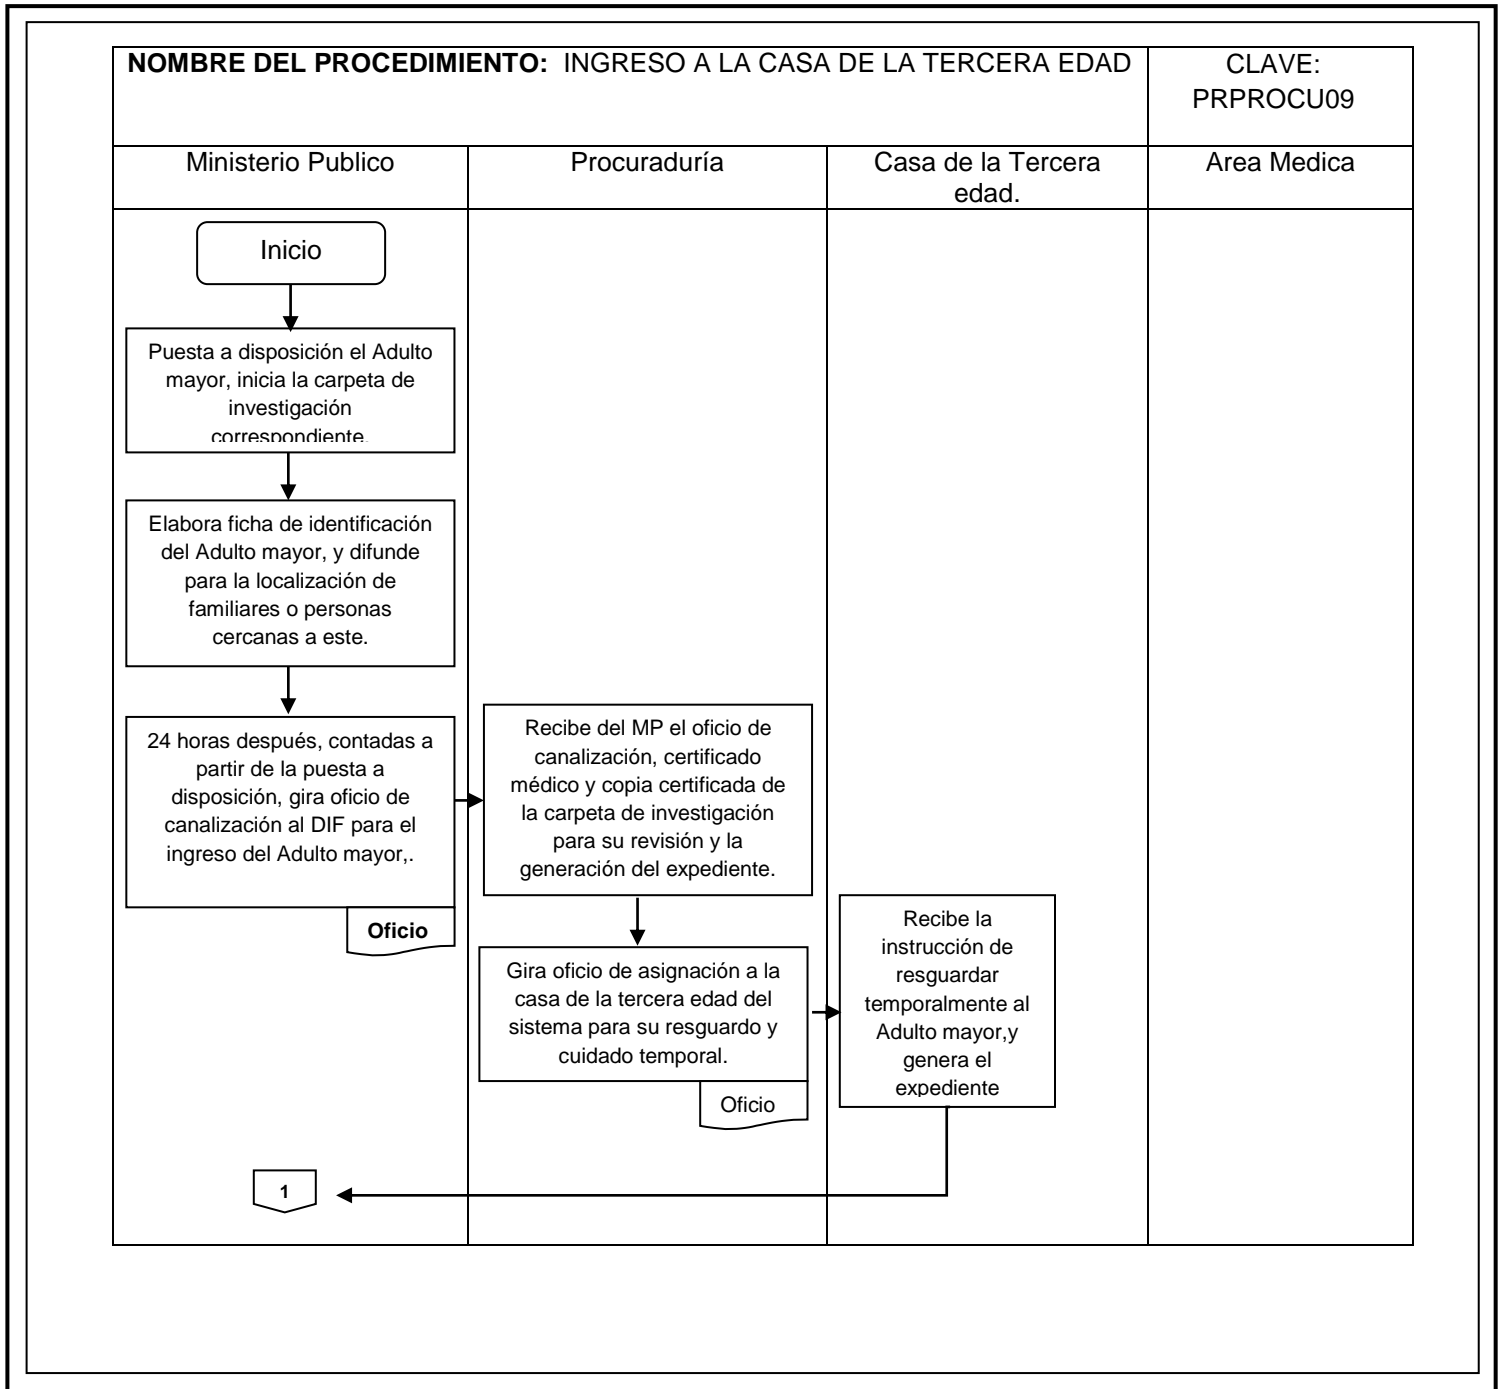 NOMBRE DEL PROCEDIMIENTO: INGRESO A LA CASA DE LA TERCERA EDAD
CLAVE:
PRPROCU09
Ministerio Publico
Procuraduría
Casa de la Tercera
edad.
Area Medica
Inicio
Puesta a disposición el Adulto
mayor, inicia la carpeta de
investigación
correspondiente.
Elabora ficha de identificación
del Adulto mayor, y difunde
para la localización de
familiares o personas
cercanas a este.
24 horas después, contadas a
partir de la puesta a
disposición, gira oficio de
canalización al DIF para el
ingreso del Adulto mayor,.
Oficio
Recibe del MP el oficio de
canalización, certificado
médico y copia certificada de
la carpeta de investigación
para su revisión y la
generación del expediente.
Gira oficio de asignación a la
casa de la tercera edad del
sistema para su resguardo y
cuidado temporal.
Oficio
Recibe la
instrucción de
resguardar
temporalmente al
Adulto mayor,y
genera el
expediente
1